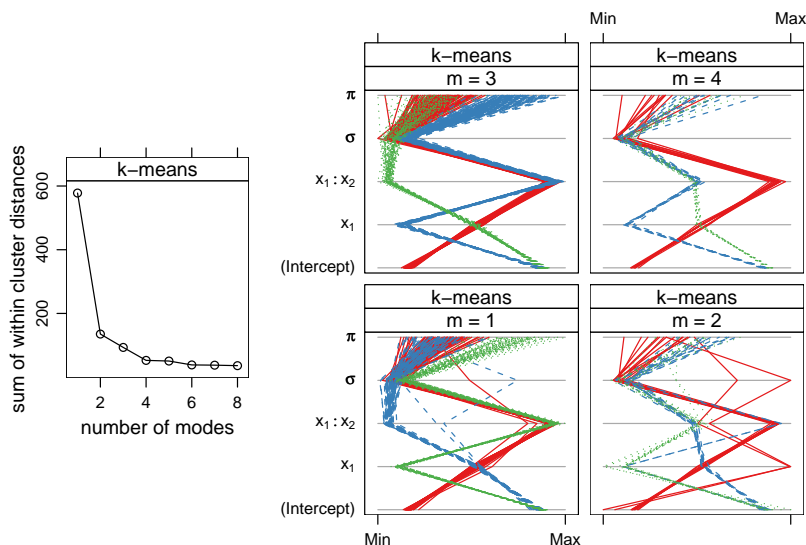 k−means
sum of within cluster distances
600
400
200
2 4 6 8
number of modes
Min Max
k−means k−means
m = 3 m = 4
π
σ
x₁ : x₂
x₁
(Intercept)
k−means k−means
m = 1 m = 2
π
σ
x₁ : x₂
x₁
(Intercept)
Min Max